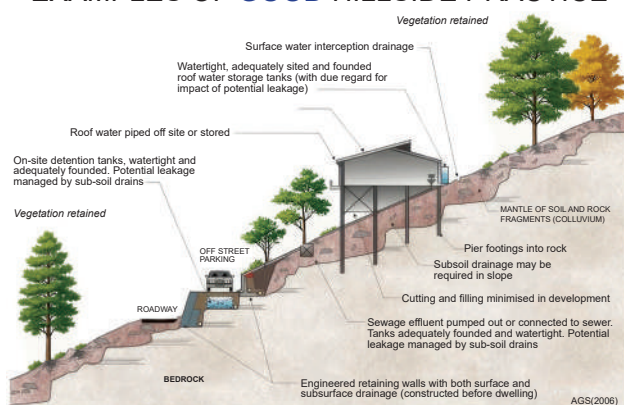 EXAMPLES OF GOOD HILLSIDE PRACTICE
Vegetation retained
Surface water interception drainage
Watertight, adequately sited and founded
roof water storage tanks (with due regard for
impact of potential leakage)
Roof water piped off site or stored
On-site detention tanks, watertight and
adequately founded. Potential leakage
managed by sub-soil drains
Vegetation retained
OFF STREET
PARKING
ROADWAY
MANTLE OF SOIL AND ROCK
FRAGMENTS (COLLUVIUM)
Pier footings into rock
Subsoil drainage may be
required in slope
Cutting and filling minimised in development
Sewage effluent pumped out or connected to sewer.
Tanks adequately founded and watertight. Potential
leakage managed by sub-soil drains
BEDROCK
Engineered retaining walls with both surface and
subsurface drainage (constructed before dwelling)
AGS(2006)